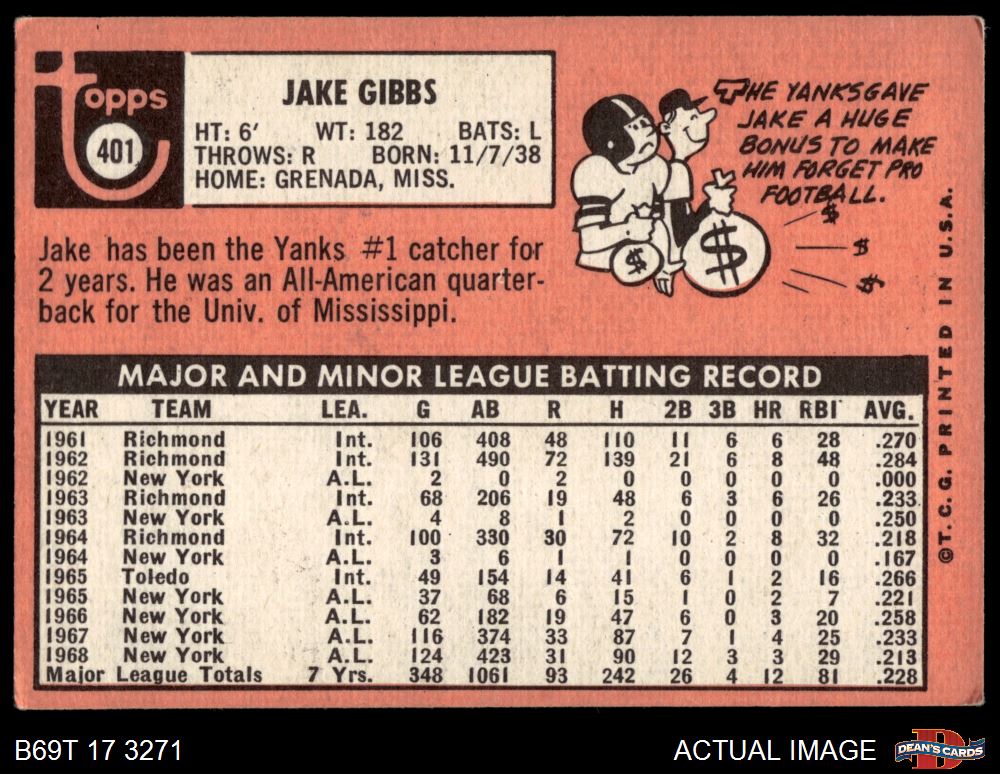 topps
401
JAKE GIBBS
HT: 6' WT: 182 BATS: L
THROWS: R BORN: 11/7/38
HOME: GRENADA, MISS.
THE YANKS GAVE
JAKE A HUGE
BONUS TO MAKE
HIM FORGET PRO
FOOTBALL.
$ $ $ $ $
Jake has been the Yanks #1 catcher for
2 years. He was an All-American quarter-
back for the Univ. of Mississippi.
MAJOR AND MINOR LEAGUE BATTING RECORD
YEAR TEAM LEA. G AB R H 2B 3B HR RBI AVG.
1961 Richmond Int. 106 408 48 110 11 6 6 28 .270
1962 Richmond Int. 131 490 72 139 21 6 8 48 .284
1962 New York A.L. 2 0 2 0 0 0 0 0 .000
1963 Richmond Int. 68 206 19 48 6 3 6 26 .233
1963 New York A.L. 4 8 1 2 0 0 0 0 .250
1964 Richmond Int. 100 330 30 72 10 2 8 32 .218
1964 New York A.L. 3 6 1 1 0 0 0 0 .167
1965 Toledo Int. 49 154 14 41 6 1 2 16 .266
1965 New York A.L. 37 68 6 15 1 0 2 7 .221
1966 New York A.L. 62 182 19 47 6 0 3 20 .258
1967 New York A.L. 116 374 33 87 7 1 4 25 .233
1968 New York A.L. 124 423 31 90 12 3 3 29 .213
Major League Totals 7 Yrs. 348 1061 93 242 26 4 12 81 .228
©T. C. G. PRINTED IN U.S.A.
B69T 17 3271
ACTUAL IMAGE
D
DEAN'S CARDS